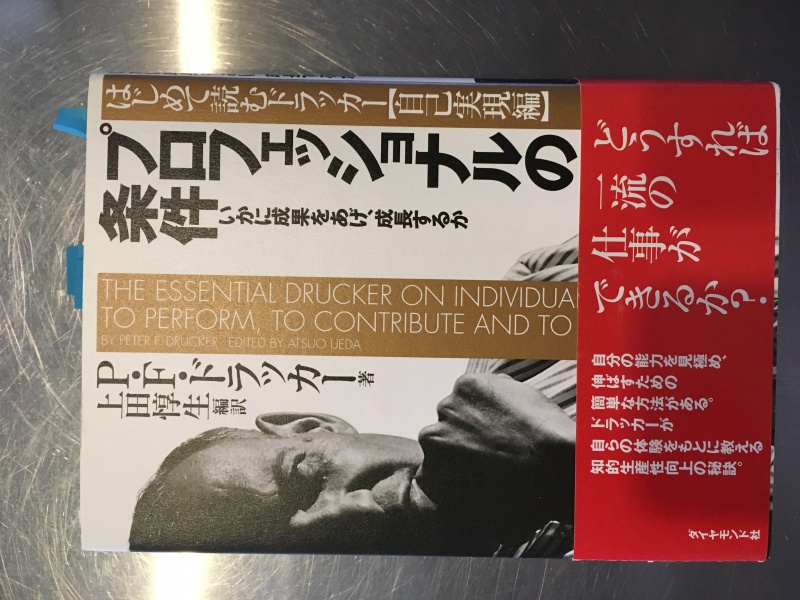 はじめて読むドラッカー【自己実現編】
プロフェッショナルの
条件
いかに成果をあげ、成長するか
THE ESSENTIAL DRUCKER ON INDIVIDUA
TO PERFORM, TO CONTRIBUTE AND TO
BY PETER F. DRUCKER EDITED BY ATSUO UEDA
P・F・ドラッカー 著
上田惇生 編訳
どうすれば
一流の
仕事が
できるか?
自分の能力を見極め、
伸ばすための
簡単な方法がある。
ドラッカーが
自らの体験をもとに教える
知的生産性向上の秘訣。
ダイヤモンド社